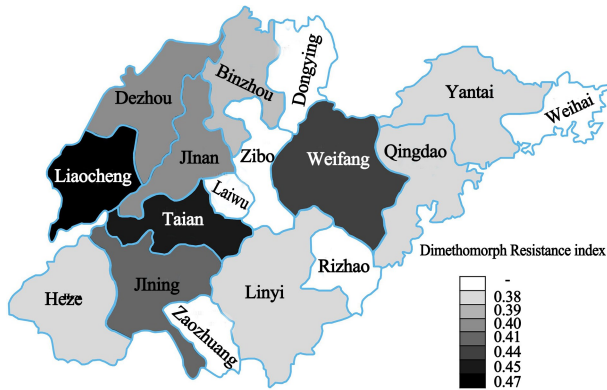 Dongying
Binzhou
Dezhou
Yantai
Weihai
JInan
Zibo
Weifang
Qingdao
Liaocheng
Laiwu
Taian
Dimethomorph Resistance index
Rizhao
JIning
Linyi
Heze
Zaozhuang
-
0.38
0.39
0.40
0.41
0.44
0.45
0.47